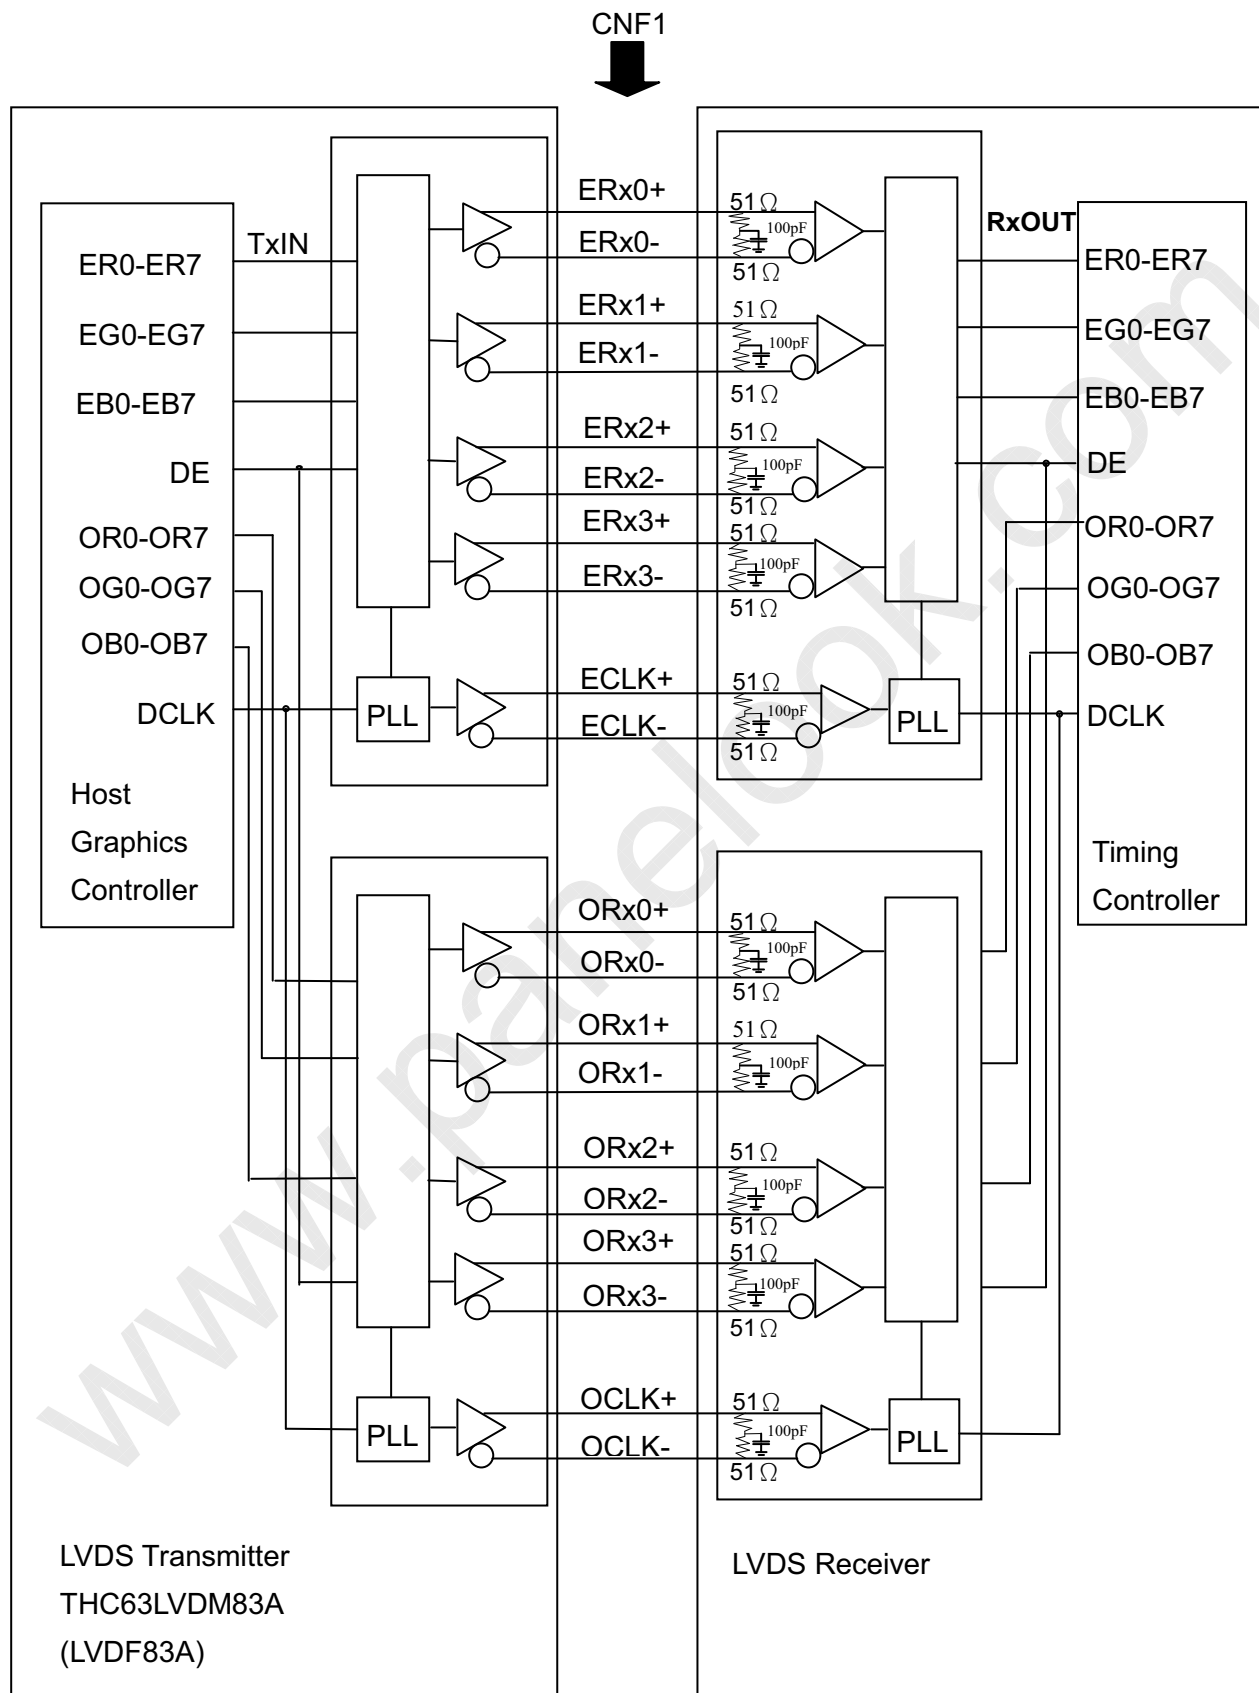 CNF1
ER0-ER7
EG0-EG7
EB0-EB7
DE
OR0-OR7
OG0-OG7
OB0-OB7
DCLK
Host
Graphics
Controller
TxIN
PLL
ERx0+
ERx0-
ERx1+
ERx1-
ERx2+
ERx2-
ERx3+
ERx3-
ECLK+
ECLK-
51Ω
100pF
51Ω
51Ω
100pF
51Ω
51Ω
100pF
51Ω
51Ω
100pF
51Ω
51Ω
100pF
51Ω
PLL
RxOUT
ER0-ER7
EG0-EG7
EB0-EB7
DE
OR0-OR7
OG0-OG7
OB0-OB7
DCLK
Timing
Controller
PLL
ORx0+
ORx0-
ORx1+
ORx1-
ORx2+
ORx2-
ORx3+
ORx3-
OCLK+
OCLK-
51Ω
100pF
51Ω
51Ω
100pF
51Ω
100pF
51Ω
51Ω
100pF
51Ω
51Ω
100pF
51Ω
PLL
LVDS Transmitter
THC63LVDM83A
(LVDF83A)
LVDS Receiver
www.panelook.com